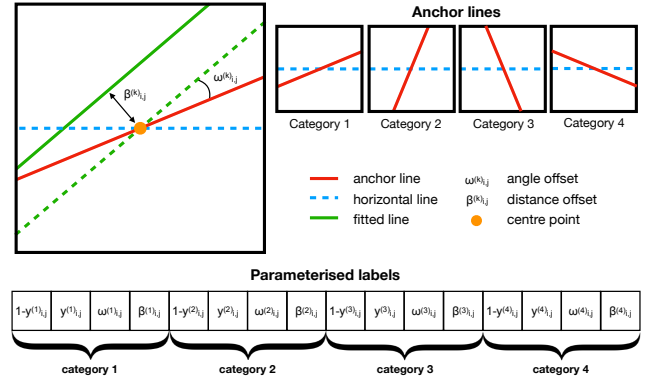 Anchor lines
β(k)i,j
ω(k)i,j
Category 1 Category 2 Category 3 Category 4
anchor line ω(k)i,j angle offset
horizontal line β(k)i,j distance offset
fitted line centre point
Parameterised labels
1-y(1)i,j y(1)i,j ω(1)i,j β(1)i,j 1-y(2)i,j y(2)i,j ω(2)i,j β(2)i,j 1-y(3)i,j y(3)i,j ω(3)i,j β(3)i,j 1-y(4)i,j y(4)i,j ω(4)i,j β(4)i,j
category 1 category 2 category 3 category 4